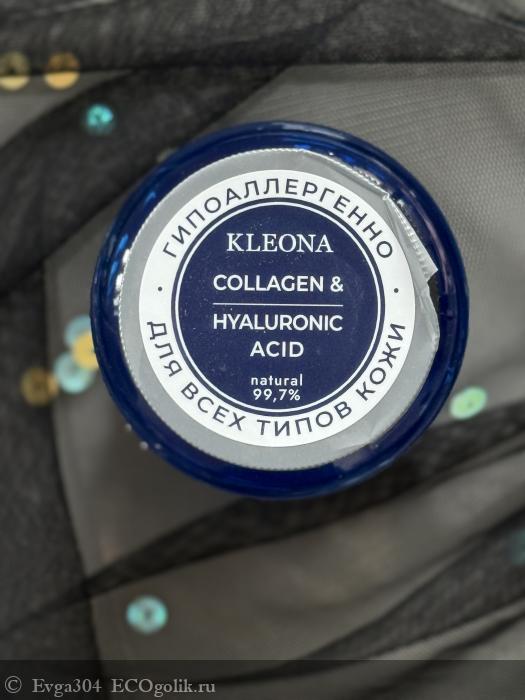 ГИПОАЛЛЕРГЕННО
KLEONA
COLLAGEN &
HYALURONIC
ACID
natural
99,7%
ДЛЯ ВСЕХ ТИПОВ КОЖИ
© Evga304 ECOgolik.ru